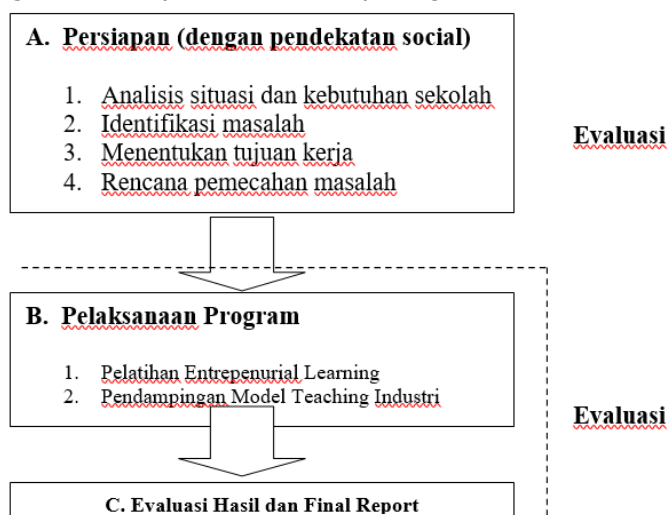 A. Persiapan (dengan pendekatan social)
1. Analisis situasi dan kebutuhan sekolah
2. Identifikasi masalah
3. Menentukan tujuan kerja
4. Rencana pemecahan masalah
Evaluasi
B. Pelaksanaan Program
1. Pelatihan Entrepenurial Learning
2. Pendampingan Model Teaching Industri
Evaluasi
C. Evaluasi Hasil dan Final Report